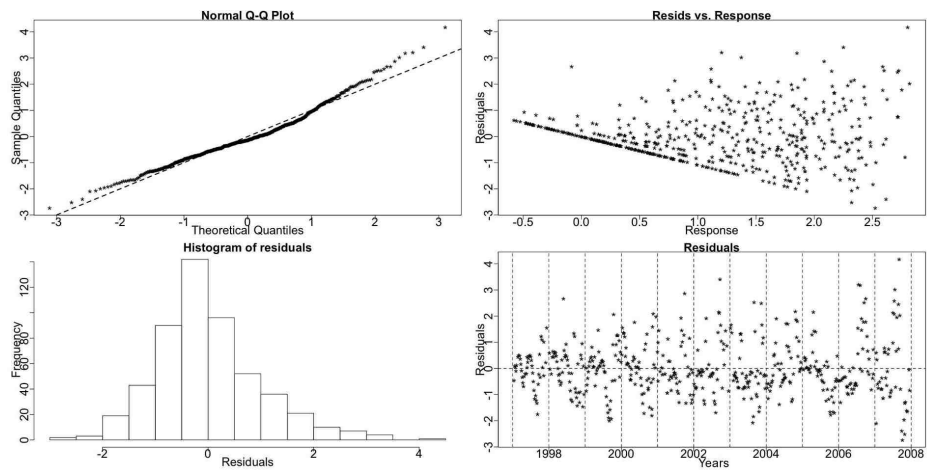 Normal Q-Q Plot
Sample Quantiles
-3 -2 -1 0 1 2 3 4
-3 -2 -1 0 1 2 3
Theoretical Quantiles
Resids vs. Response
Residuals
-3 -2 -1 0 1 2 3 4
-0.5 0.0 0.5 1.0 1.5 2.0 2.5
Response
Histogram of residuals
Frequency
0 20 40 60 80 120
-2 0 2 4
Residuals
Residuals
Residuals
-3 -2 -1 0 1 2 3 4
1998 2000 2002 2004 2006 2008
Years